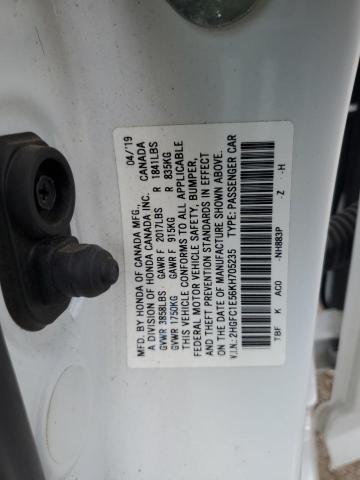 MFD. BY HONDA OF CANADA MFG., 04/'19
A DIVISION OF HONDA CANADA INC. CANADA
GVWR 3858LBS GAWR F 2017LBS R 1841LBS
GVWR 1750KG GAWR F 915KG R 835KG
THIS VEHICLE CONFORMS TO ALL APPLICABLE
FEDERAL MOTOR VEHICLE SAFETY, BUMPER,
AND THEFT PREVENTION STANDARDS IN EFFECT
ON THE DATE OF MANUFACTURE SHOWN ABOVE.
V.I.N.: 2HGFC1E56KH705235 TYPE: PASSENGER CAR
TBF K AC0 -NH883P -Z -H